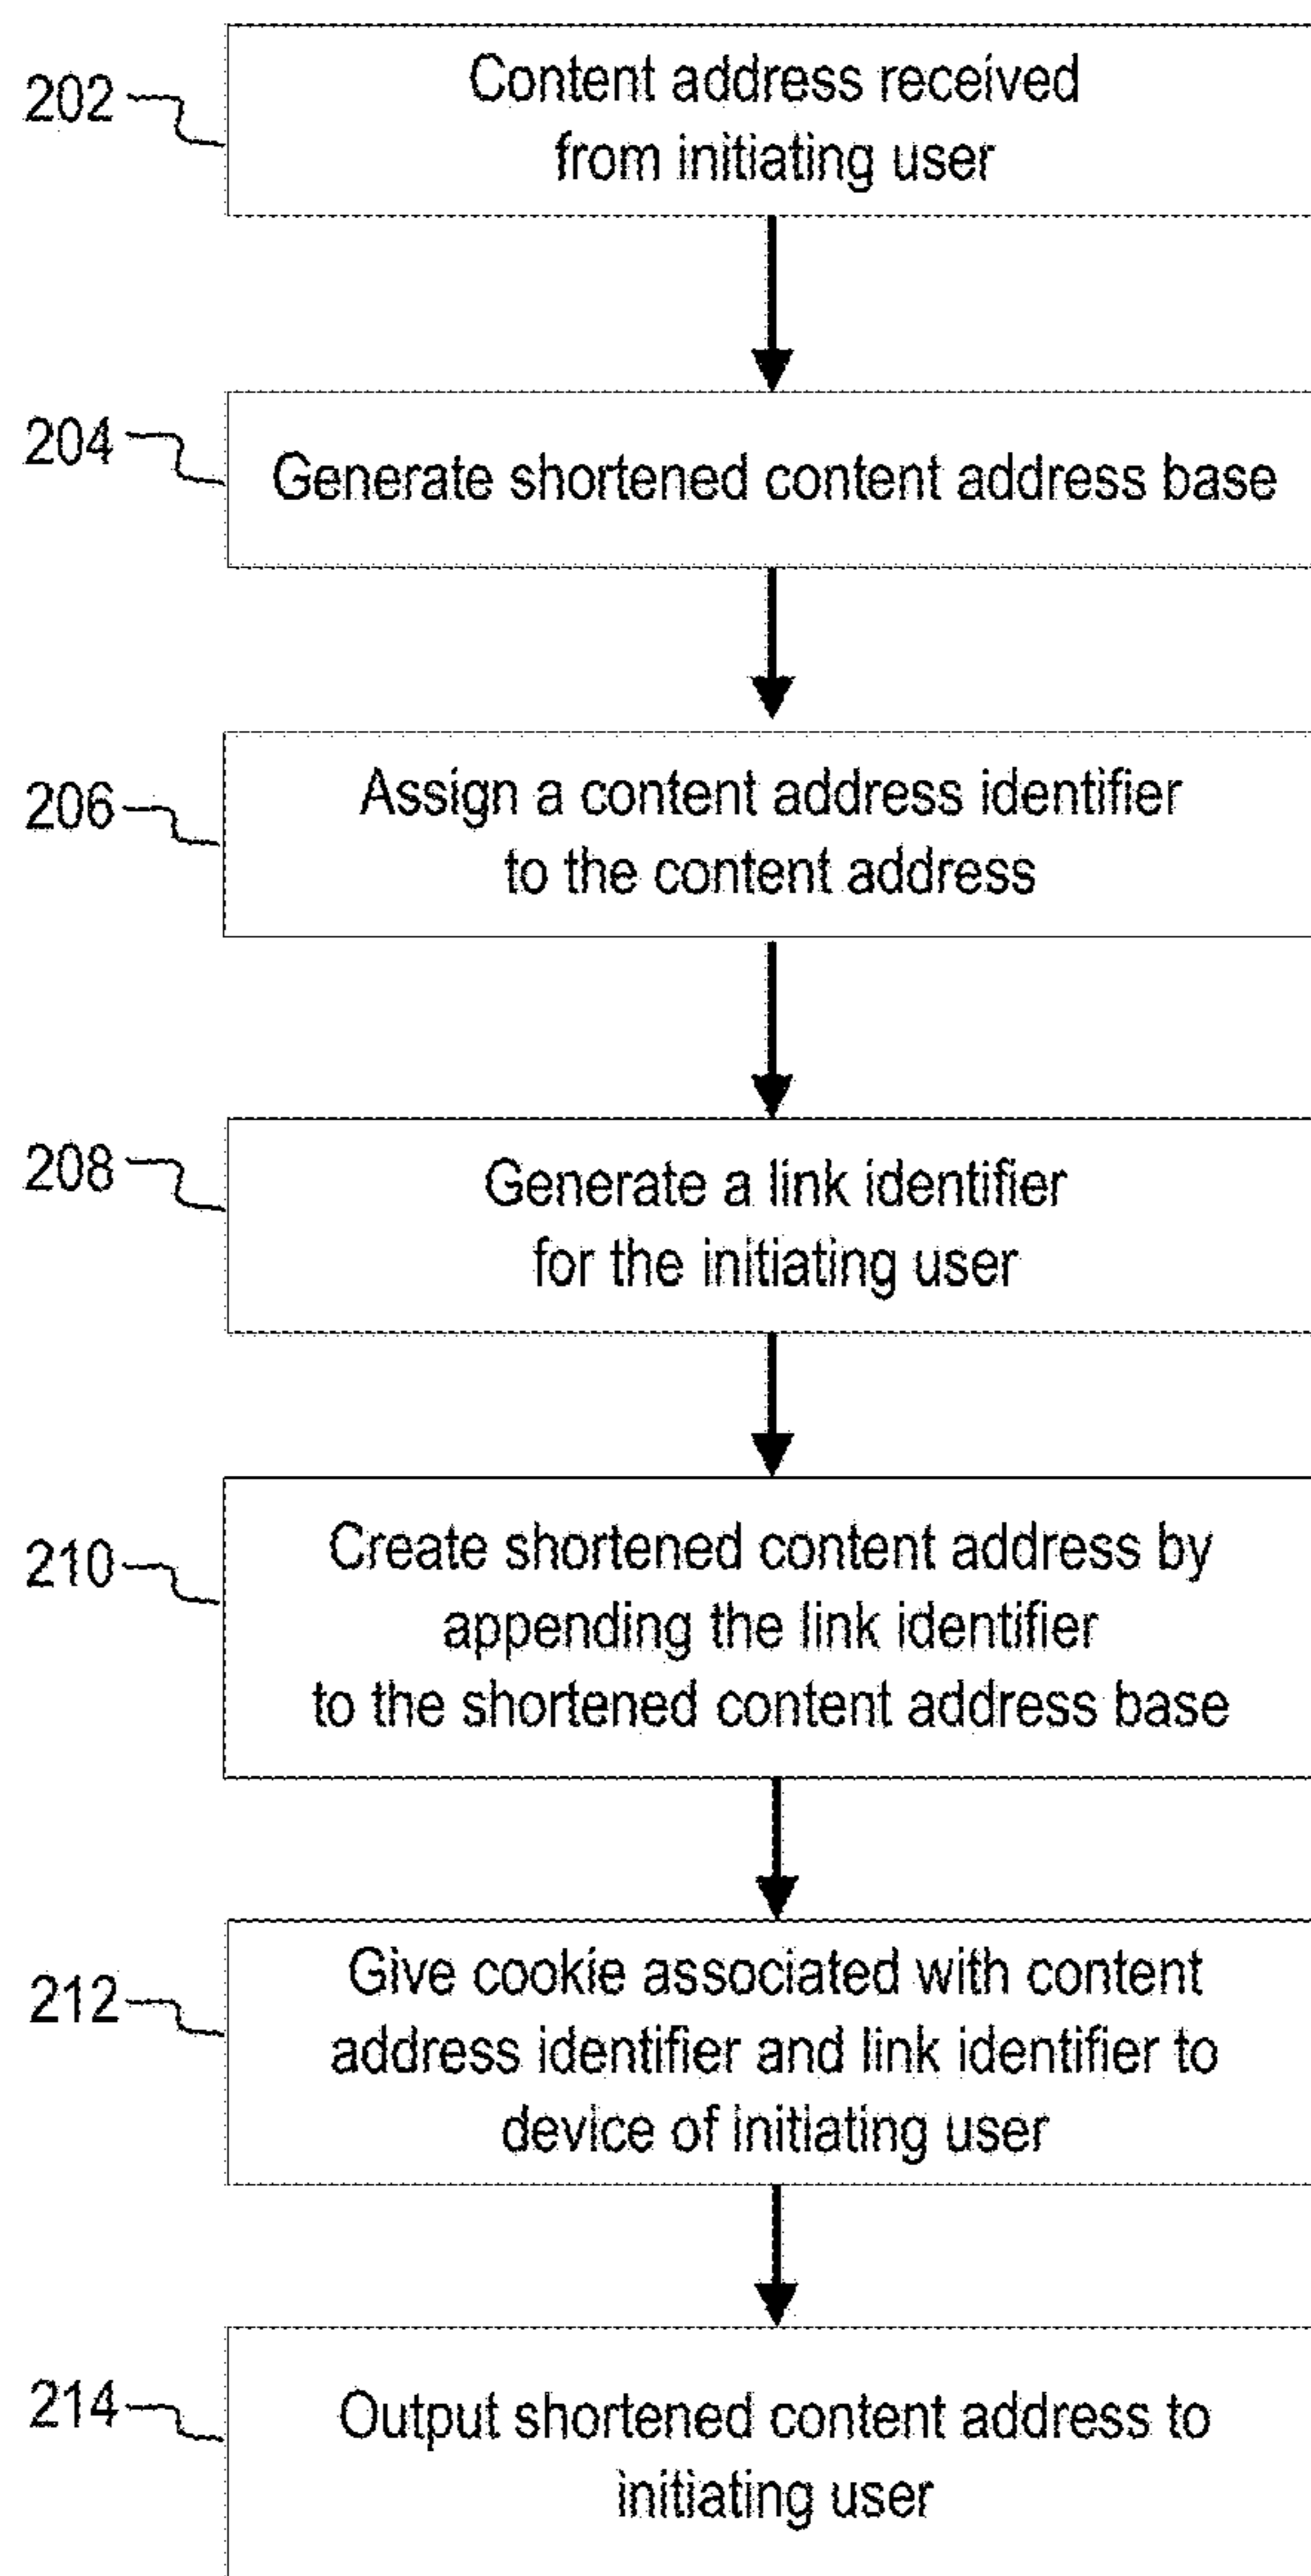 202
Content address received
from initiating user
204
Generate shortened content address base
206
Assign a content address identifier
to the content address
208
Generate a link identifier
for the initiating user
210
Create shortened content address by
appending the link identifier
to the shortened content address base
212
Give cookie associated with content
address identifier and link identifier to
device of initiating user
214
Output shortened content address to
initiating user